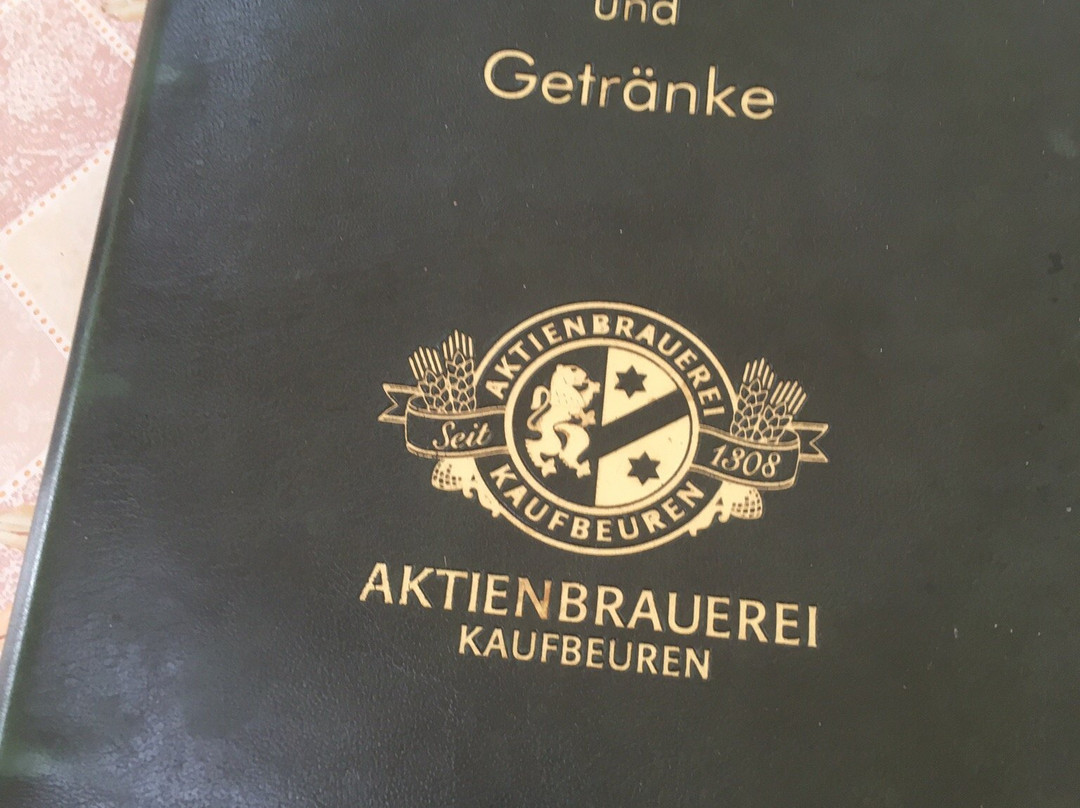 und
Getränke
AKTIENBRAUEREI
Seit
1308
KAUFBEUREN
AKTIENBRAUEREI
KAUFBEUREN